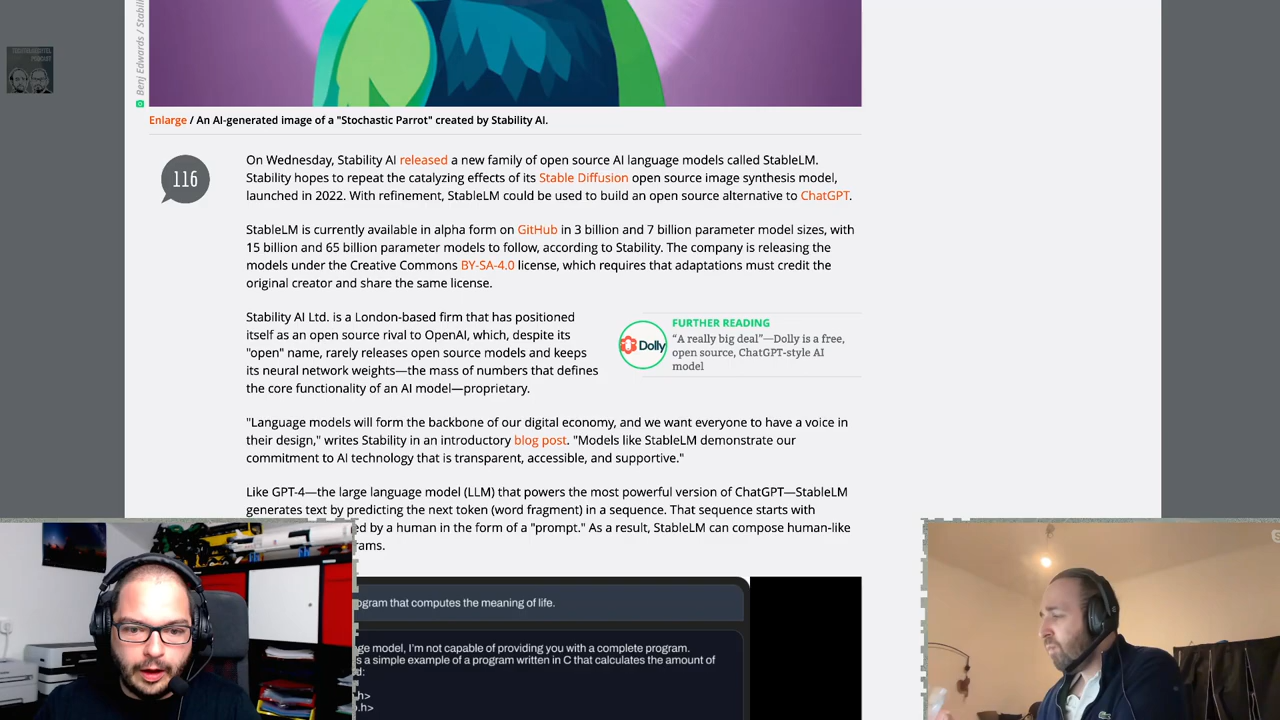 Benj Edwards / Stabili
Enlarge / An AI-generated image of a "Stochastic Parrot" created by Stability AI.
116
On Wednesday, Stability AI released a new family of open source AI language models called StableLM.
Stability hopes to repeat the catalyzing effects of its Stable Diffusion open source image synthesis model,
launched in 2022. With refinement, StableLM could be used to build an open source alternative to ChatGPT.
StableLM is currently available in alpha form on GitHub in 3 billion and 7 billion parameter model sizes, with
15 billion and 65 billion parameter models to follow, according to Stability. The company is releasing the
models under the Creative Commons BY-SA-4.0 license, which requires that adaptations must credit the
original creator and share the same license.
Stability AI Ltd. is a London-based firm that has positioned
itself as an open source rival to OpenAI, which, despite its
"open" name, rarely releases open source models and keeps
its neural network weights—the mass of numbers that defines
the core functionality of an AI model—proprietary.
Dolly
FURTHER READING
“A really big deal”—Dolly is a free,
open source, ChatGPT-style AI
model
"Language models will form the backbone of our digital economy, and we want everyone to have a voice in
their design," writes Stability in an introductory blog post. "Models like StableLM demonstrate our
commitment to AI technology that is transparent, accessible, and supportive."
Like GPT-4—the large language model (LLM) that powers the most powerful version of ChatGPT—StableLM
generates text by predicting the next token (word fragment) in a sequence. That sequence starts with
ed by a human in the form of a "prompt." As a result, StableLM can compose human-like
rams.
ogram that computes the meaning of life.
ge model, I'm not capable of providing you with a complete program.
s a simple example of a program written in C that calculates the amount of
d:
h>
o.h>